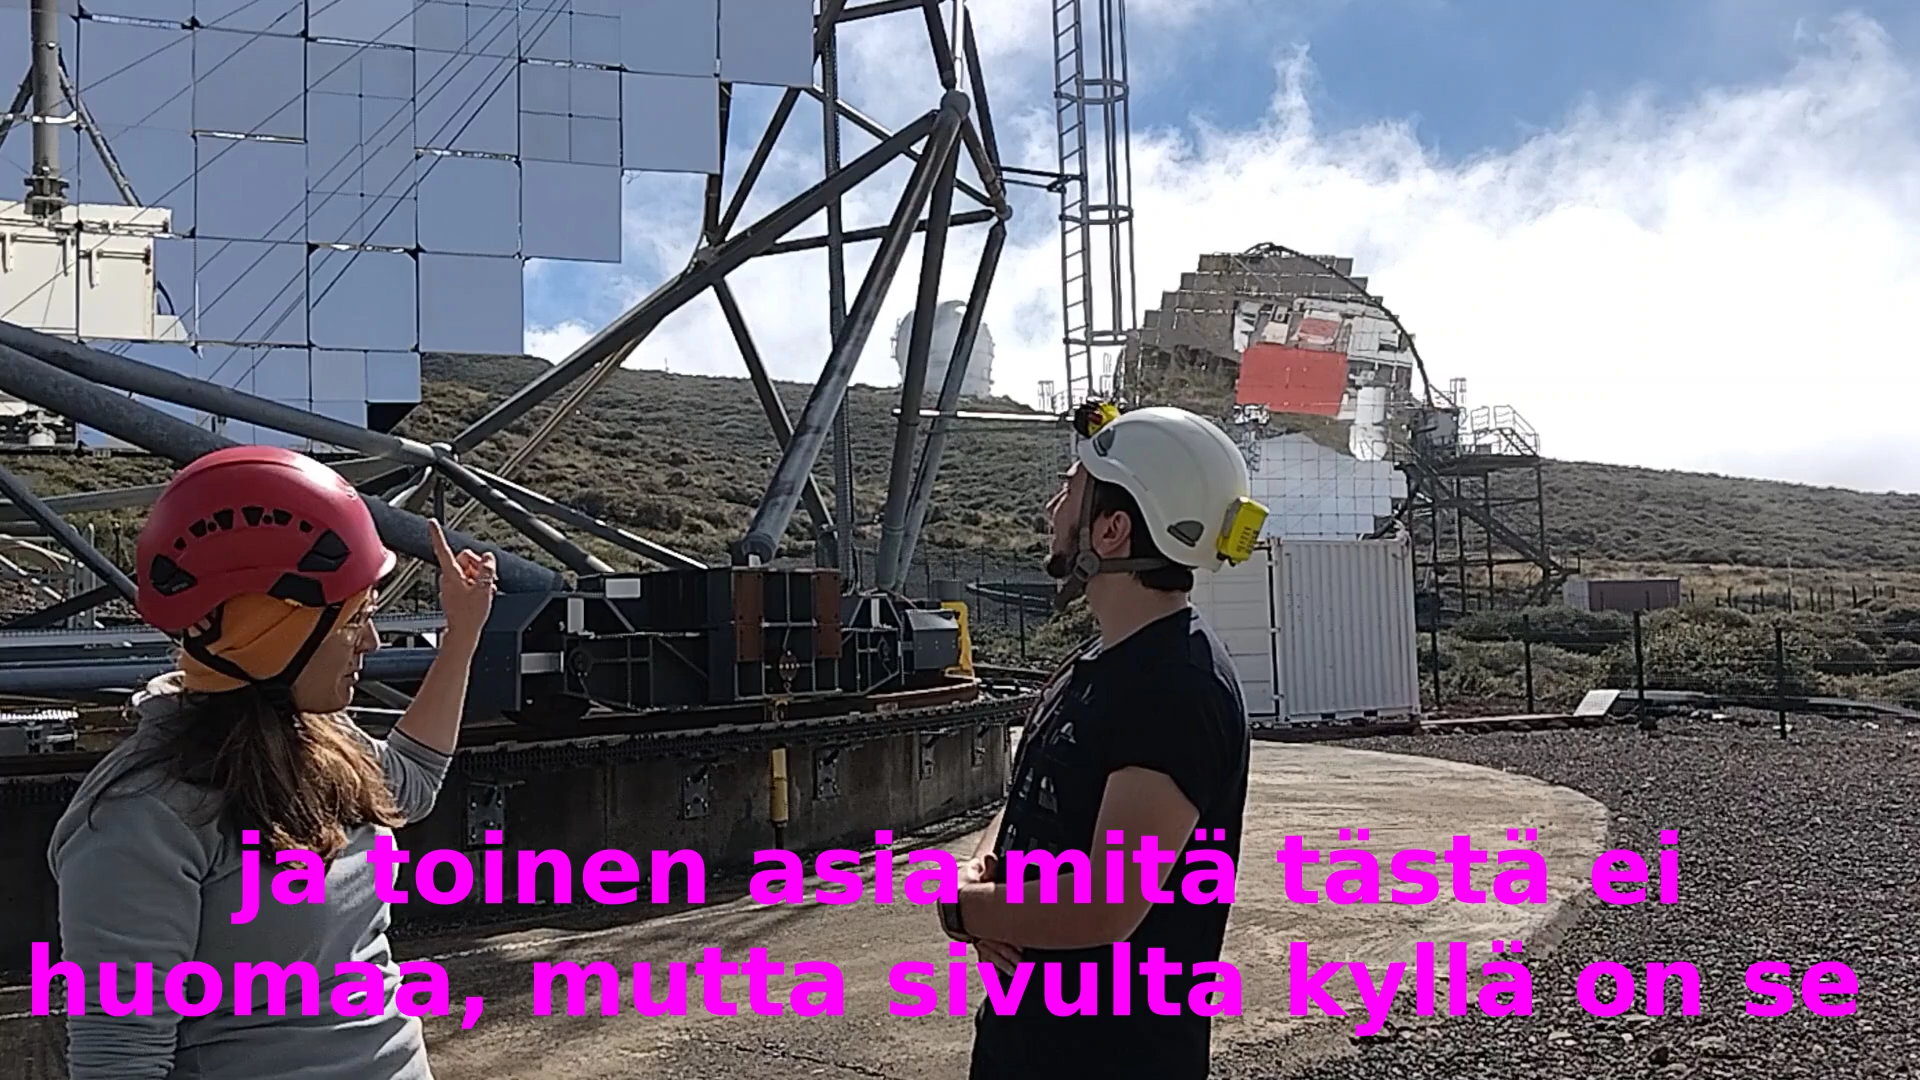 ja toinen asia mitä tästä ei
huomaa, mutta sivulta kyllä on se